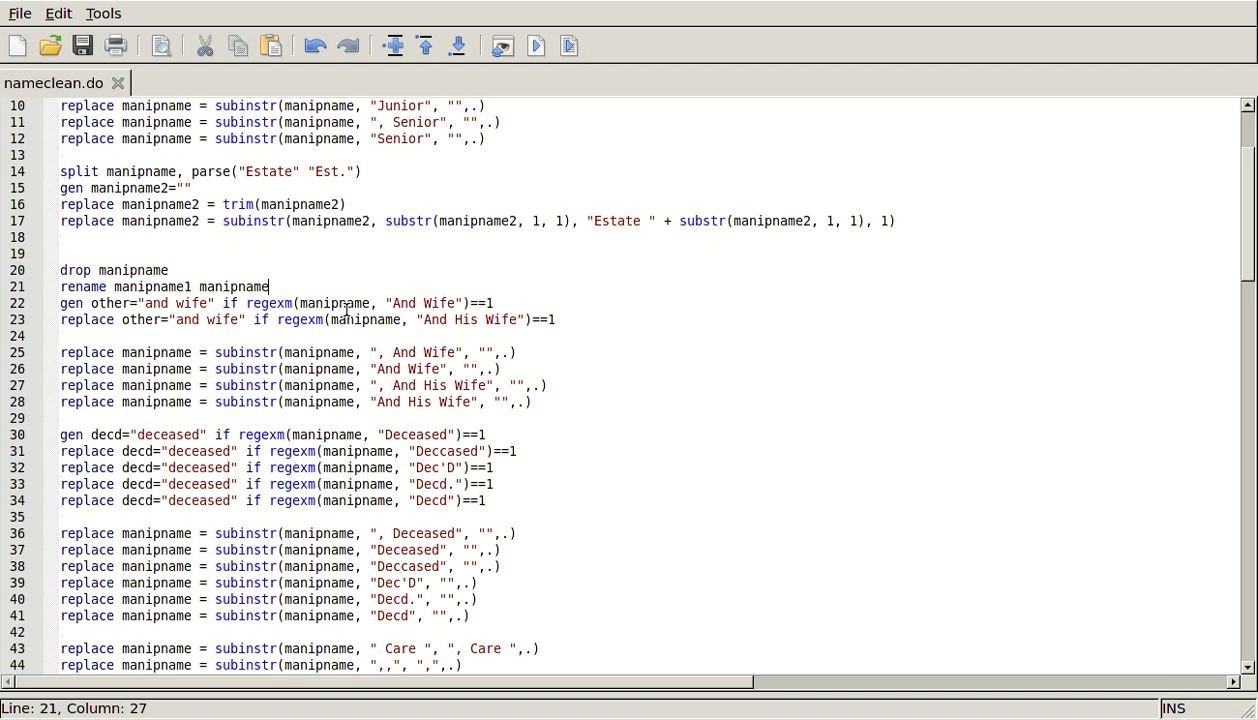 File Edit Tools
nameclean.do
10 replace manipname = subinstr(manipname, "Junior", "",.)
11 replace manipname = subinstr(manipname, ", Senior", "",.)
12 replace manipname = subinstr(manipname, "Senior", "",.)
13
14 split manipname, parse("Estate" "Est.")
15 gen manipname2=""
16 replace manipname2 = trim(manipname2)
17 replace manipname2 = subinstr(manipname2, substr(manipname2, 1, 1), "Estate " + substr(manipname2, 1, 1), 1)
18
19
20 drop manipname
21 rename manipname1 manipname
22 gen other="and wife" if regexm(manipname, "And Wife")==1
23 replace other="and wife" if regexm(manipname, "And His Wife")==1
24
25 replace manipname = subinstr(manipname, ", And Wife", "",.)
26 replace manipname = subinstr(manipname, "And Wife", "",.)
27 replace manipname = subinstr(manipname, ", And His Wife", "",.)
28 replace manipname = subinstr(manipname, "And His Wife", "",.)
29
30 gen decd="deceased" if regexm(manipname, "Deceased")==1
31 replace decd="deceased" if regexm(manipname, "Deccased")==1
32 replace decd="deceased" if regexm(manipname, "Dec'D")==1
33 replace decd="deceased" if regexm(manipname, "Decd.")==1
34 replace decd="deceased" if regexm(manipname, "Decd")==1
35
36 replace manipname = subinstr(manipname, ", Deceased", "",.)
37 replace manipname = subinstr(manipname, "Deceased", "",.)
38 replace manipname = subinstr(manipname, "Deccased", "",.)
39 replace manipname = subinstr(manipname, "Dec'D", "",.)
40 replace manipname = subinstr(manipname, "Decd.", "",.)
41 replace manipname = subinstr(manipname, "Decd", "",.)
42
43 replace manipname = subinstr(manipname, " Care ", ", Care ",.)
44 replace manipname = subinstr(manipname, ",,", ",",.)
Line: 21, Column: 27 INS